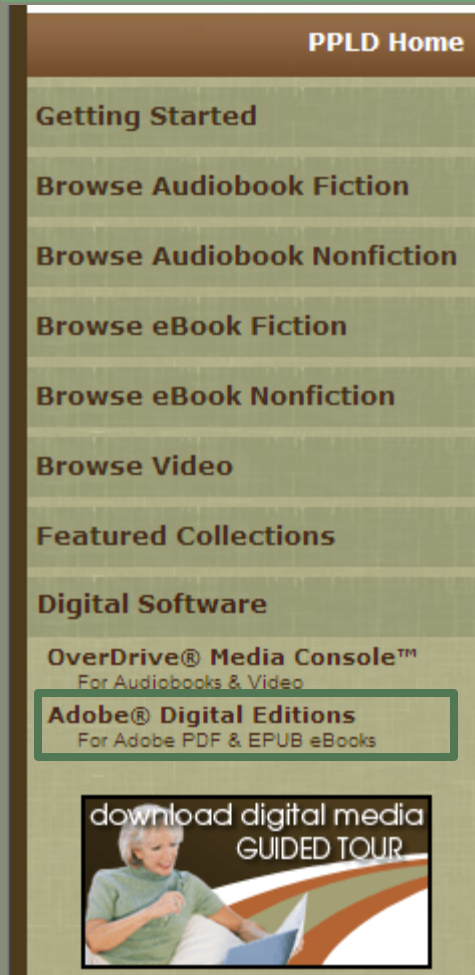 PPLD Home
Getting Started
Browse Audiobook Fiction
Browse Audiobook Nonfiction
Browse eBook Fiction
Browse eBook Nonfiction
Browse Video
Featured Collections
Digital Software
OverDrive® Media Console™
For Audiobooks & Video
Adobe® Digital Editions
For Adobe PDF & EPUB eBooks
download digital media
GUIDED TOUR